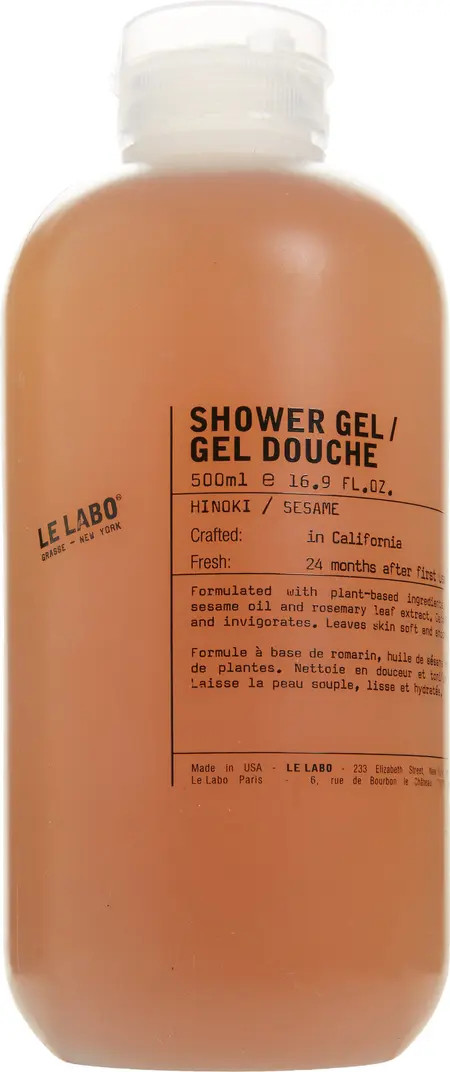 LE LABO®
GRASSE - NEW YORK
SHOWER GEL /
GEL DOUCHE
500ml e 16.9 FL.OZ.
HINOKI / SESAME
Crafted: in California
Fresh: 24 months after first
Formulated with plant-based
sesame oil and rosemary leaf extract.
and invigorates. Leaves skin soft and
Formule à base de romarin, huile de
de plantes. Nettoie en douceur et
Laisse la peau souple, lisse et
Made in USA - LE LABO - 233 Elizabeth Street,
Le Labo Paris - 6, rue de Bourbon le Château